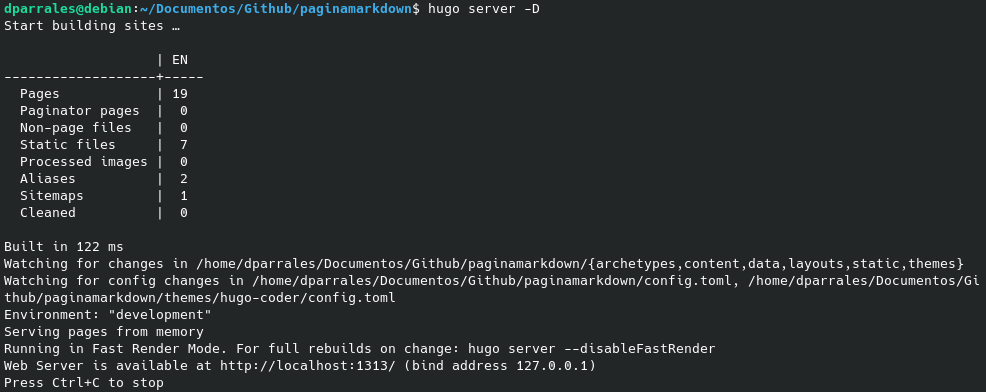 dparrales@debian:~/Documentos/Github/paginamarkdown$ hugo server -D
Start building sites …
                   | EN
-------------------+-----
  Pages            | 19
  Paginator pages  |  0
  Non-page files   |  0
  Static files     |  7
  Processed images |  0
  Aliases          |  2
  Sitemaps         |  1
  Cleaned          |  0
Built in 122 ms
Watching for changes in /home/dparrales/Documentos/Github/paginamarkdown/{archetypes,content,data,layouts,static,themes}
Watching for config changes in /home/dparrales/Documentos/Github/paginamarkdown/config.toml, /home/dparrales/Documentos/Gi
thub/paginamarkdown/themes/hugo-coder/config.toml
Environment: "development"
Serving pages from memory
Running in Fast Render Mode. For full rebuilds on change: hugo server --disableFastRender
Web Server is available at http://localhost:1313/ (bind address 127.0.0.1)
Press Ctrl+C to stop